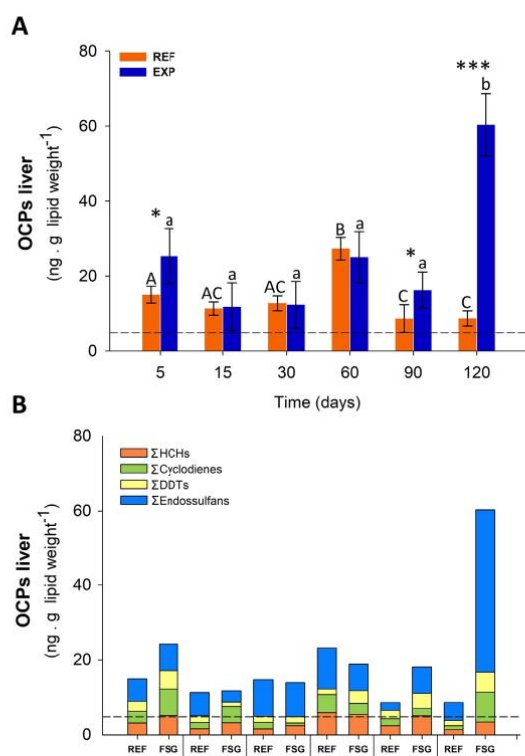 A
80
REF
EXP
***
b
60
OCPs liver
(ng . g lipid weight⁻¹)
40
* a
B a
20
A AC a AC a * a
C C
0
5 15 30 60 90 120
Time (days)
B
80
ΣHCHs
ΣCyclodienes
ΣDDTs
ΣEndossulfans
60
OCPs liver
(ng . g lipid weight⁻¹)
40
20
0
REF FSG REF FSG REF FSG REF FSG REF FSG REF FSG